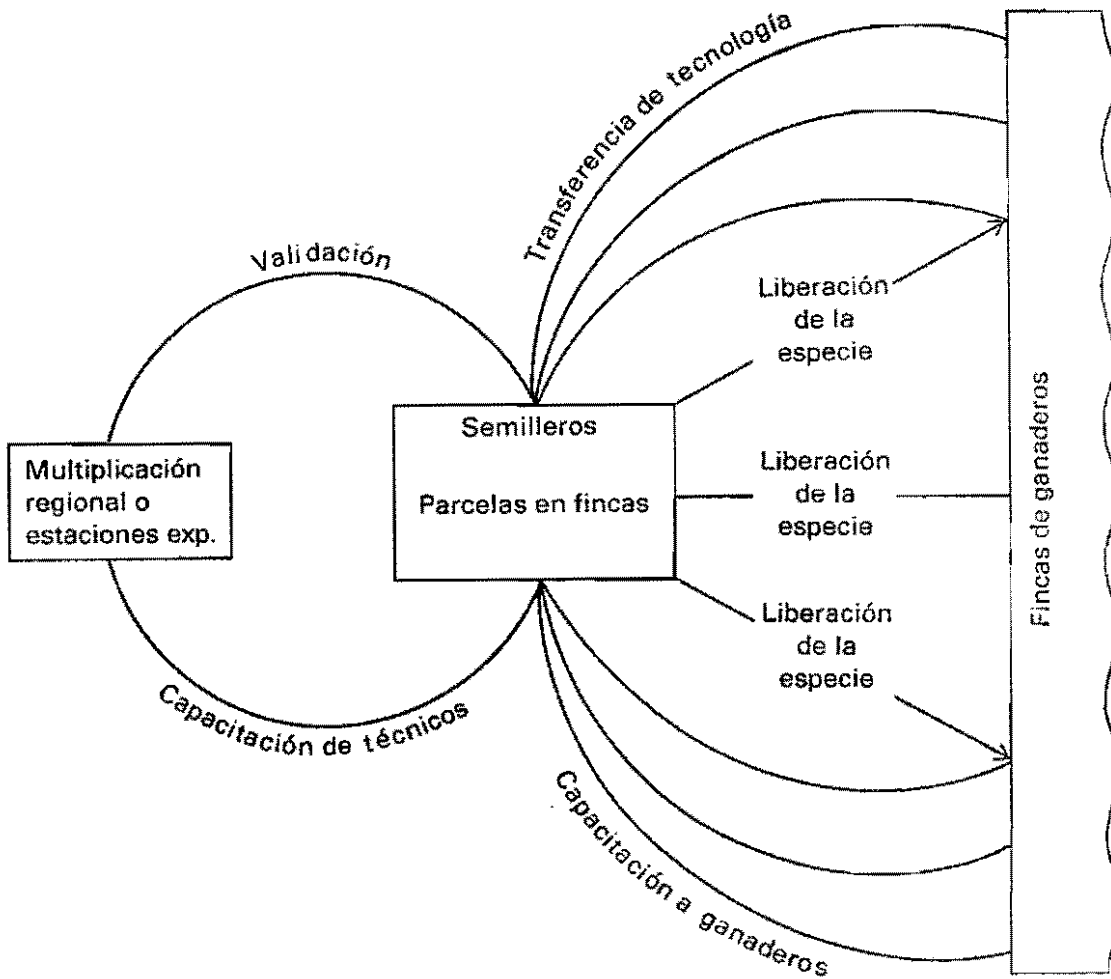 Transferencia de tecnología
Validación
Liberación
de la
especie
Semilleros
Parcelas en fincas
Multiplicación
regional o
estaciones exp.
Liberación
de la
especie
Fincas de ganaderos
Liberación
de la
especie
Capacitación de técnicos
Capacitación a ganaderos